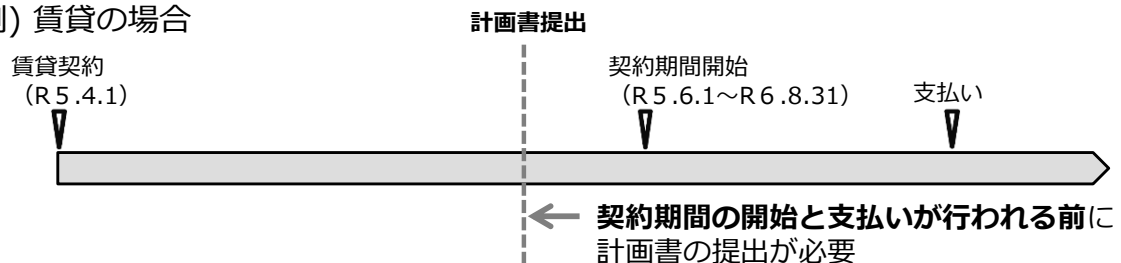 例) 賃貸の場合
計画書提出
賃貸契約
（R５.4.1）
契約期間開始
（R５.6.1～R６.8.31）
支払い
契約期間の開始と支払いが行われる前に
計画書の提出が必要